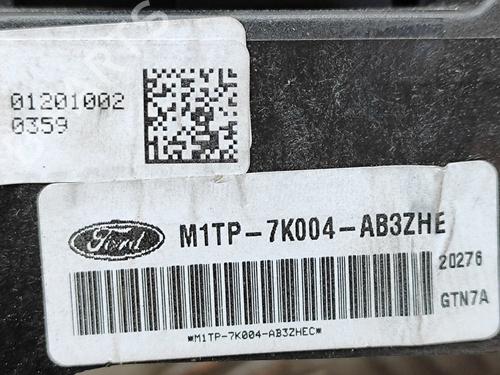 01201002
0359
Ford
M1TP-7K004-AB3ZHE
20276
GTN7A
*M1TP-7K004-AB3ZHEC*